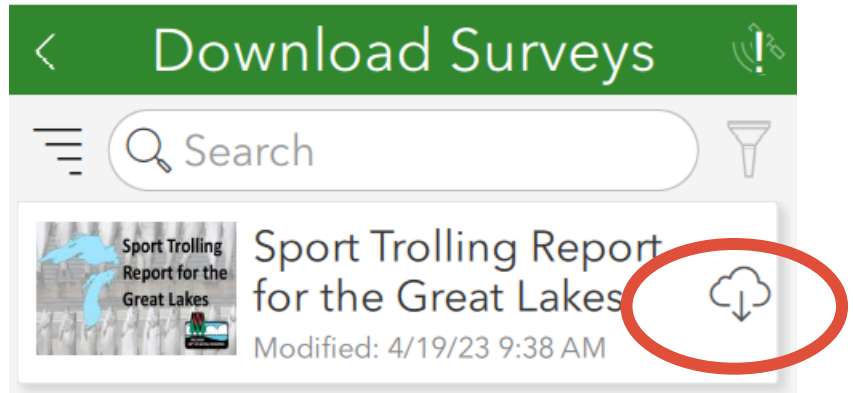 Download Surveys
Search
Sport Trolling
Report for the
Great Lakes
Sport Trolling Report
for the Great Lakes
Modified: 4/19/23 9:38 AM